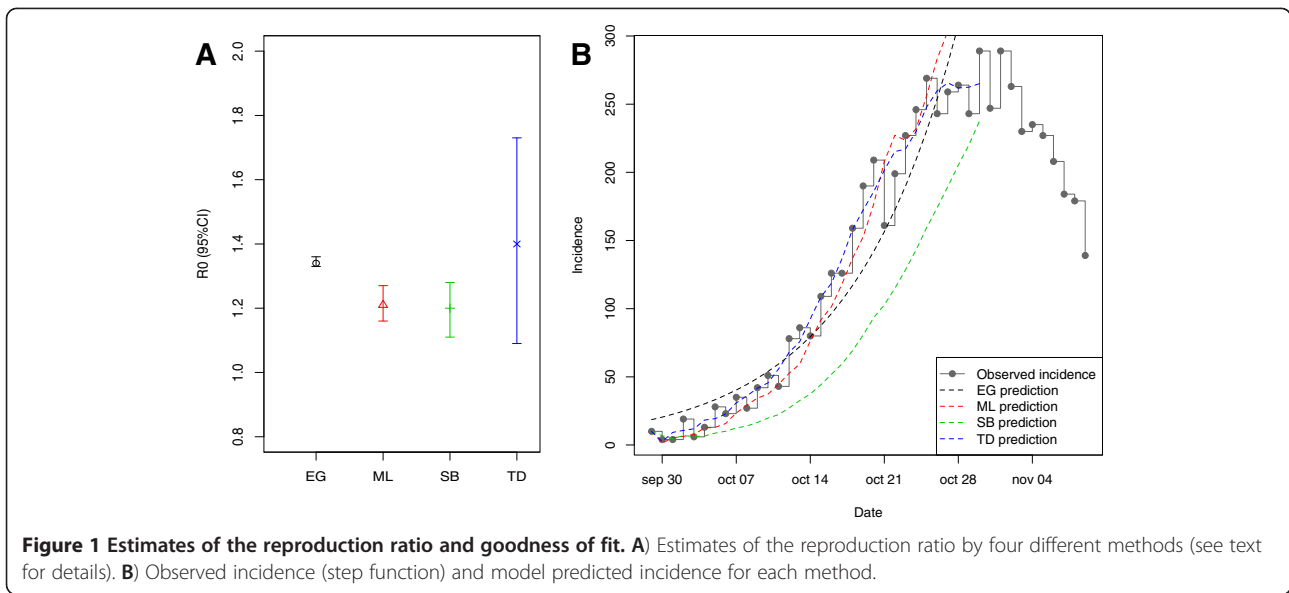 A
R0 (95%CI)
2.0
1.8
1.6
1.4
1.2
1.0
0.8
EG ML SB TD
B
Incidence
300
250
200
150
100
50
0
sep 30 oct 07 oct 14 oct 21 oct 28 nov 04
Date
Observed incidence
EG prediction
ML prediction
SB prediction
TD prediction
Figure 1 Estimates of the reproduction ratio and goodness of fit. A) Estimates of the reproduction ratio by four different methods (see text
for details). B) Observed incidence (step function) and model predicted incidence for each method.